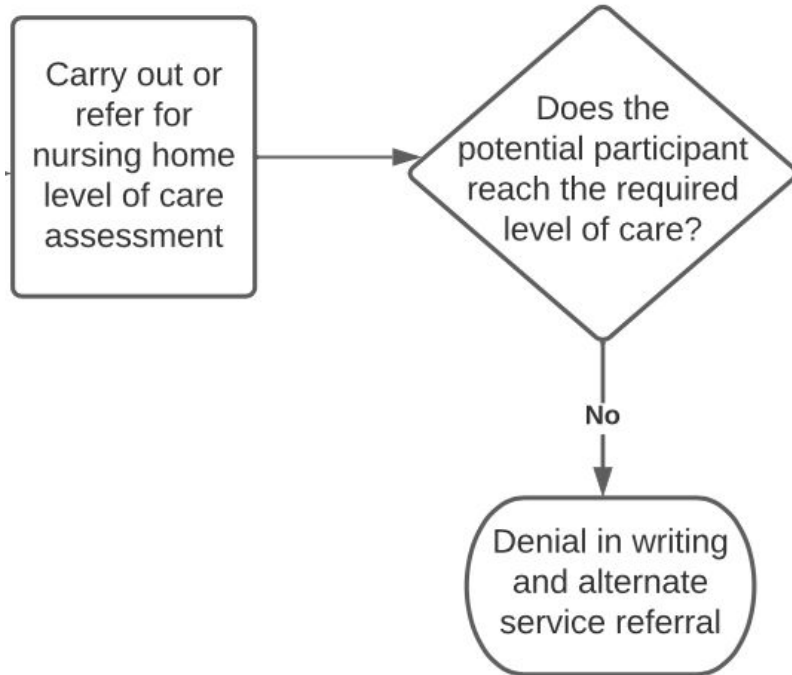 Carry out or
refer for
nursing home
level of care
assessment
Does the
potential participant
reach the required
level of care?
No
Denial in writing
and alternate
service referral